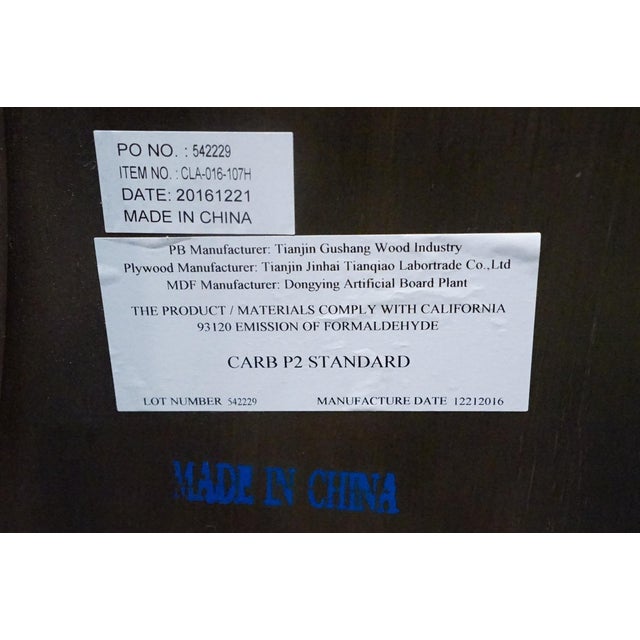 PO NO. : 542229
ITEM NO. : CLA-016-107H
DATE: 20161221
MADE IN CHINA
PB Manufacturer: Tianjin Gushang Wood Industry
Plywood Manufacturer: Tianjin Jinhai Tianqiao Labortrade Co.,Ltd
MDF Manufacturer: Dongying Artificial Board Plant
THE PRODUCT / MATERIALS COMPLY WITH CALIFORNIA
93120 EMISSION OF FORMALDEHYDE
CARB P2 STANDARD
LOT NUMBER 542229 MANUFACTURE DATE 12212016
MADE IN CHINA